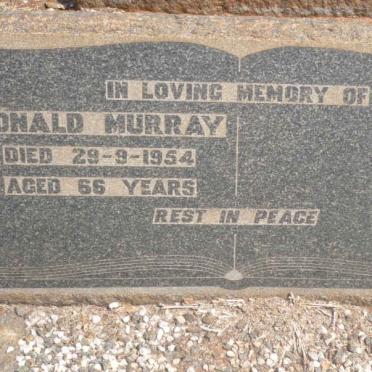 IN LOVING MEMORY OF
ONALD MURRAY
DIED 29-9-1954
AGED 66 YEARS
REST IN PEACE